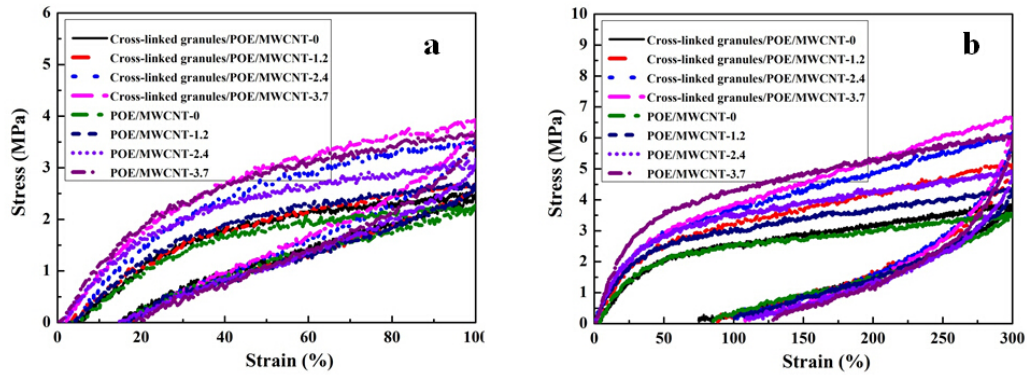 a
Stress (MPa)
6
5
4
3
2
1
0
Cross-linked granules/POE/MWCNT-0
Cross-linked granules/POE/MWCNT-1.2
Cross-linked granules/POE/MWCNT-2.4
Cross-linked granules/POE/MWCNT-3.7
POE/MWCNT-0
POE/MWCNT-1.2
POE/MWCNT-2.4
POE/MWCNT-3.7
0 20 40 60 80 100
Strain (%)
b
Stress (MPa)
10
9
8
7
6
5
4
3
2
1
0
Cross-linked granules/POE/MWCNT-0
Cross-linked granules/POE/MWCNT-1.2
Cross-linked granules/POE/MWCNT-2.4
Cross-linked granules/POE/MWCNT-3.7
POE/MWCNT-0
POE/MWCNT-1.2
POE/MWCNT-2.4
POE/MWCNT-3.7
0 50 100 150 200 250 300
Strain (%)